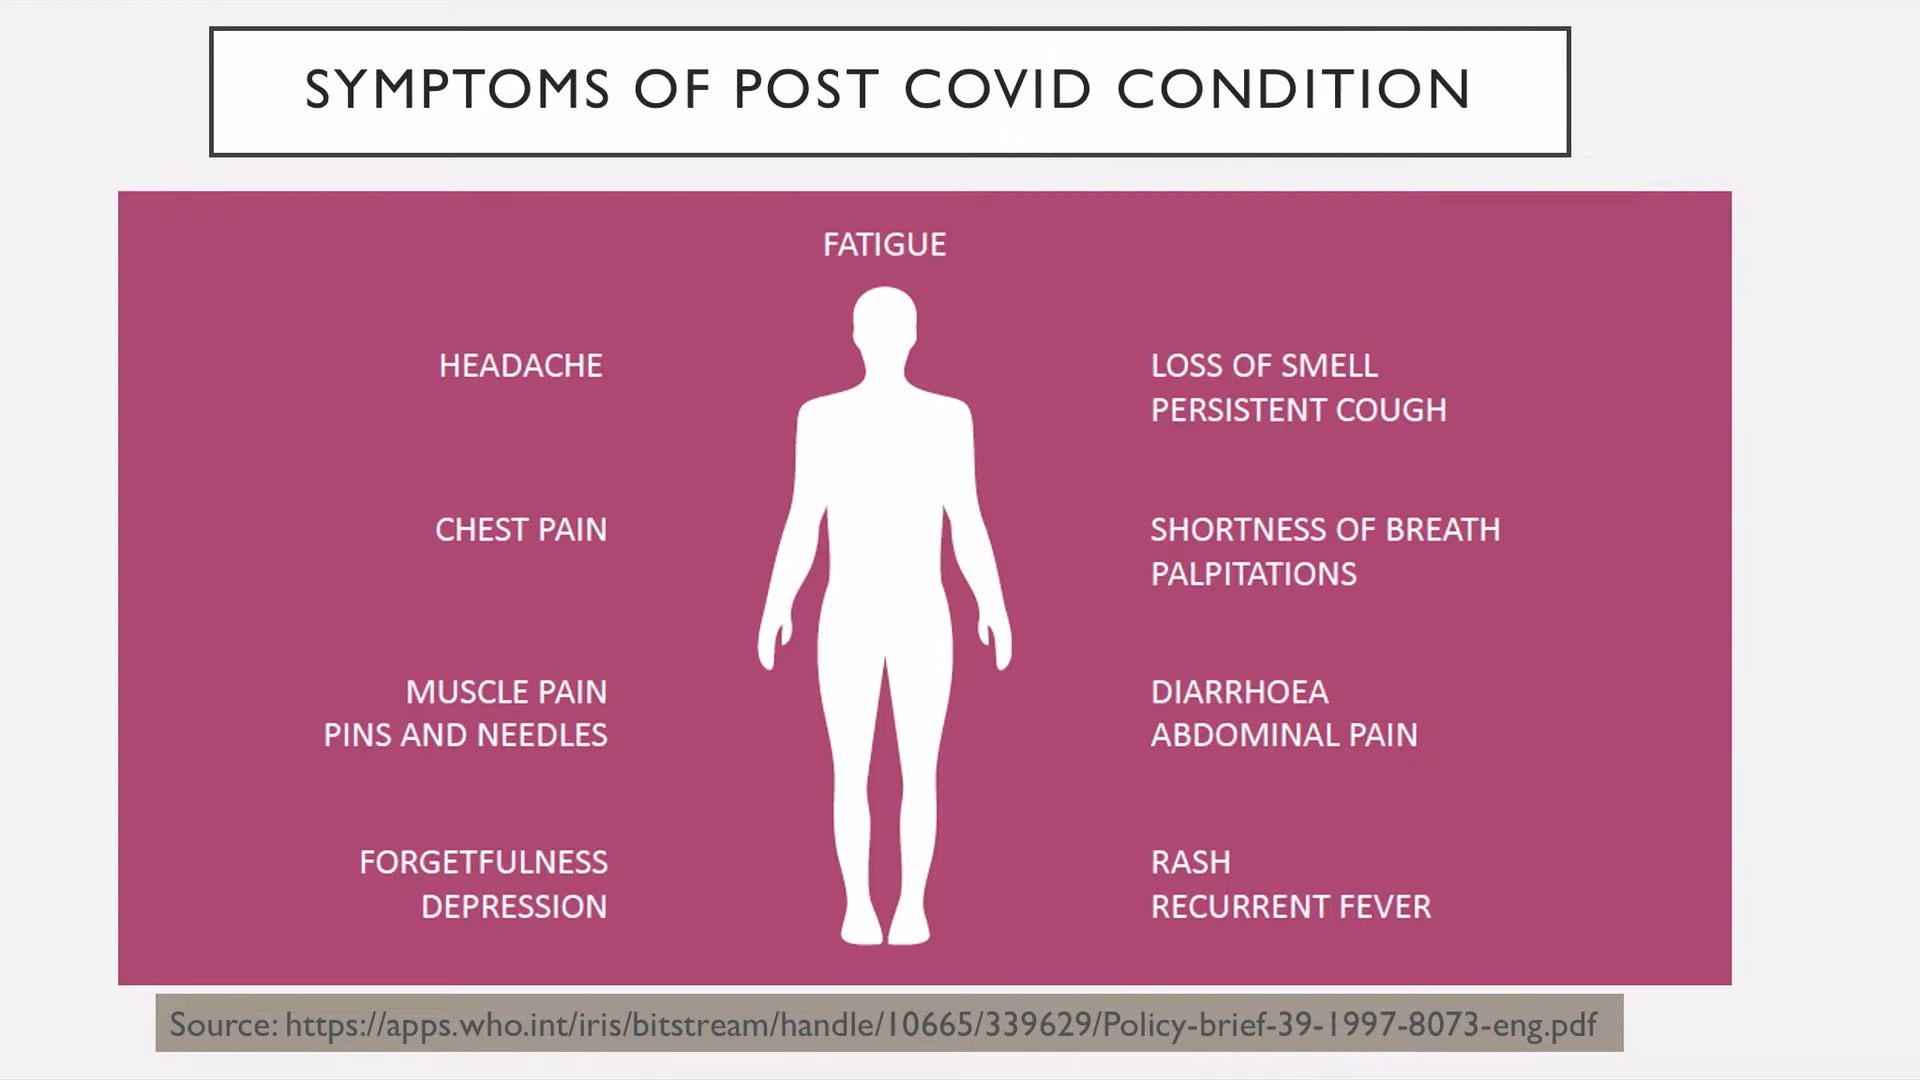 SYMPTOMS OF POST COVID CONDITION
FATIGUE
HEADACHE
LOSS OF SMELL
PERSISTENT COUGH
CHEST PAIN
SHORTNESS OF BREATH
PALPITATIONS
MUSCLE PAIN
PINS AND NEEDLES
DIARRHOEA
ABDOMINAL PAIN
FORGETFULNESS
DEPRESSION
RASH
RECURRENT FEVER
Source: https://apps.who.int/iris/bitstream/handle/10665/339629/Policy-brief-39-1997-8073-eng.pdf